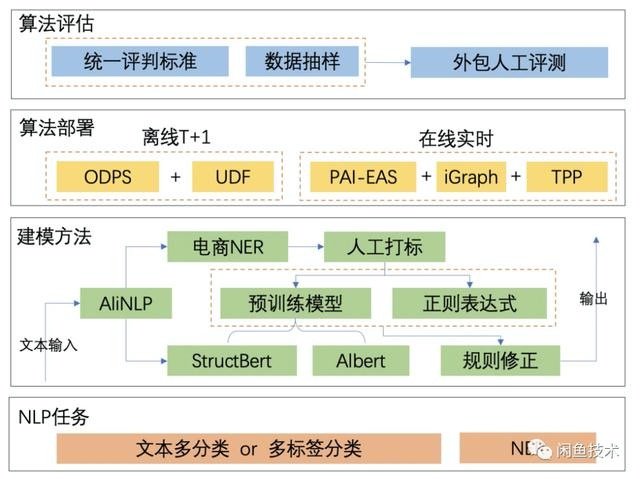 算法评估
统一评判标准
数据抽样
外包人工评测
算法部署
离线T+1
在线实时
ODPS + UDF
PAI-EAS + iGraph + TPP
建模方法
电商NER
人工打标
AliNLP
预训练模型
正则表达式
输出
文本输入
StructBert
Albert
规则修正
NLP任务
文本多分类 or 多标签分类
闲鱼技术